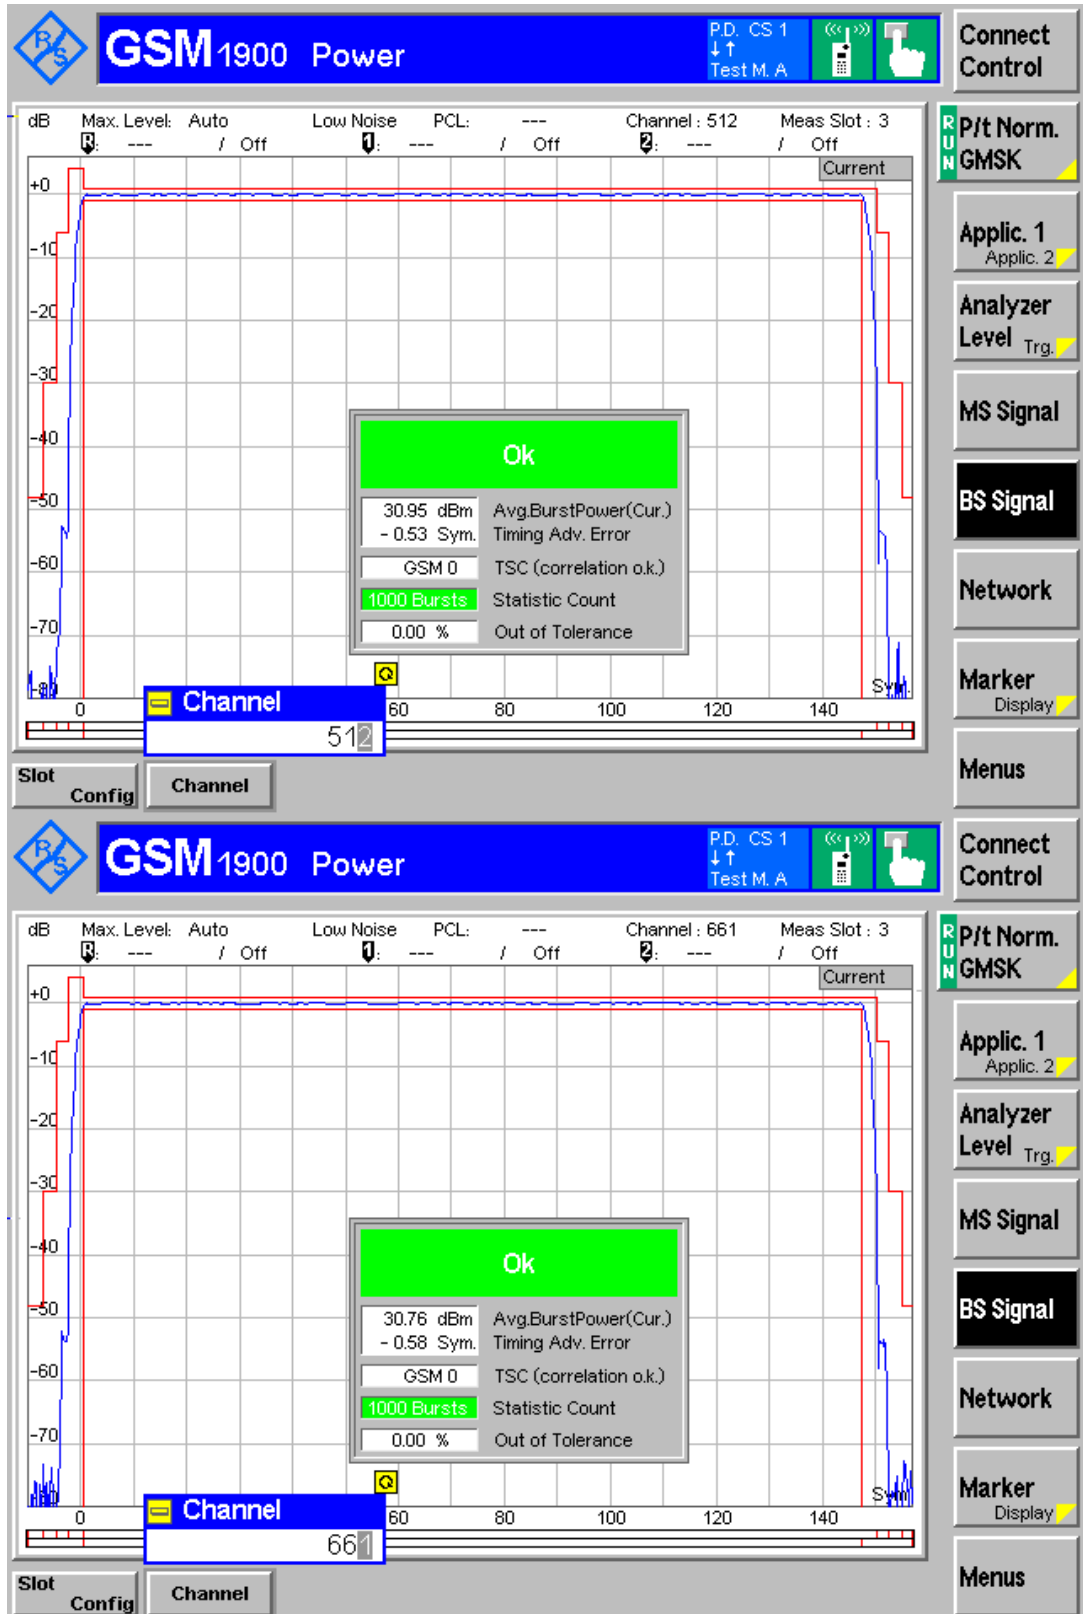 R/S GSM 1900 Power P.D. CS 1 Test M. A Connect Control
dB Max. Level: Auto Low Noise PCL: --- Channel : 512 Meas Slot : 3
R: --- / Off 1: --- / Off 2: --- / Off
RUN P/t Norm. GMSK
Current
+0
Applic. 1
Applic. 2
-10
Analyzer
Level Trg.
-20
-30
MS Signal
-40
Ok
BS Signal
-50
30.95 dBm Avg.BurstPower(Cur.)
- 0.53 Sym. Timing Adv. Error
-60
GSM 0 TSC (correlation o.k.)
Network
1000 Bursts Statistic Count
-70
0.00 % Out of Tolerance
Marker
Display
Sym.
0 60 80 100 120 140
Channel
512
Slot Config Channel
Menus
R/S GSM 1900 Power P.D. CS 1 Test M. A Connect Control
dB Max. Level: Auto Low Noise PCL: --- Channel : 661 Meas Slot : 3
R: --- / Off 1: --- / Off 2: --- / Off
RUN P/t Norm. GMSK
Current
+0
Applic. 1
Applic. 2
-10
Analyzer
Level Trg.
-20
-30
MS Signal
-40
Ok
BS Signal
-50
30.76 dBm Avg.BurstPower(Cur.)
- 0.58 Sym. Timing Adv. Error
-60
GSM 0 TSC (correlation o.k.)
Network
1000 Bursts Statistic Count
-70
0.00 % Out of Tolerance
Marker
Display
0 60 80 100 120 140
Channel
661
Slot Config Channel
Menus